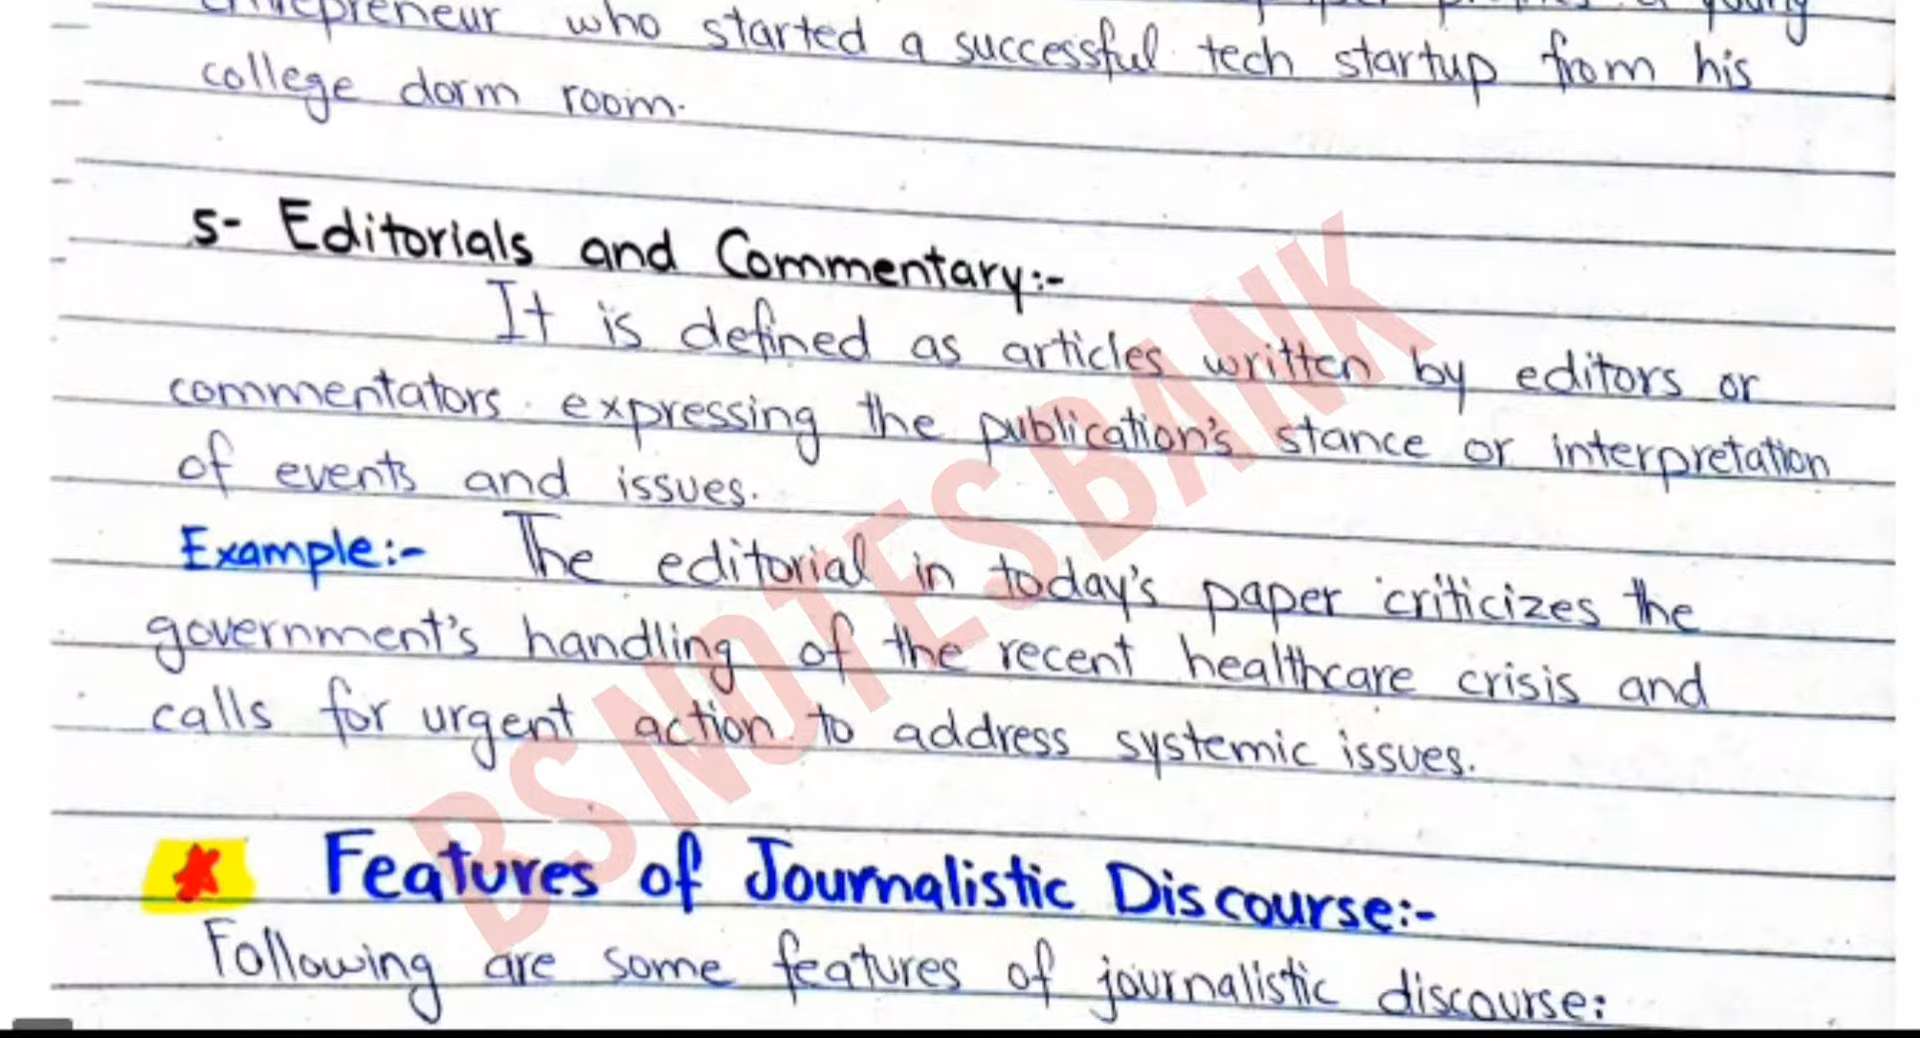 entrepreneur who started a successful tech startup from his
college dorm room.
5- Editorials and Commentary:-
It is defined as articles written by editors or
commentators expressing the publication's stance or interpretation
of events and issues.
Example:- The editorial in today's paper criticizes the
government's handling of the recent healthcare crisis and
calls for urgent action to address systemic issues.
Features of Journalistic Discourse:-
Following are some features of journalistic discourse:
BSNOTESBANK